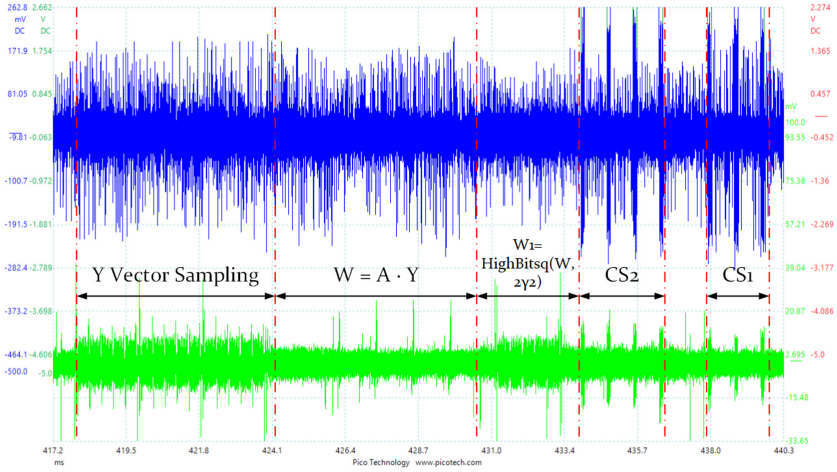 262.8 2.662 2.274
mV V V
DC DC DC
171.9 1.754 1.365
81.05 0.845 0.457
mV
100.0
-9.81 -0.063 93.55 -0.452
-100.7 -0.972 75.38 -1.36
-191.5 -1.881 57.21 -2.269
W1=
HighBitsq(W,
2γ2)
-282.4 -2.789 39.04 -3.177
Y Vector Sampling W = A · Y CS2 CS1
-373.2 -3.698 20.87 -4.086
-464.1 -4.606 2.695 -5.0
-500.0 -5.0
-15.48
-33.65
417.2 419.5 421.8 424.1 426.4 428.7 431.0 433.4 435.7 438.0 440.3
ms Pico Technology www.picotech.com